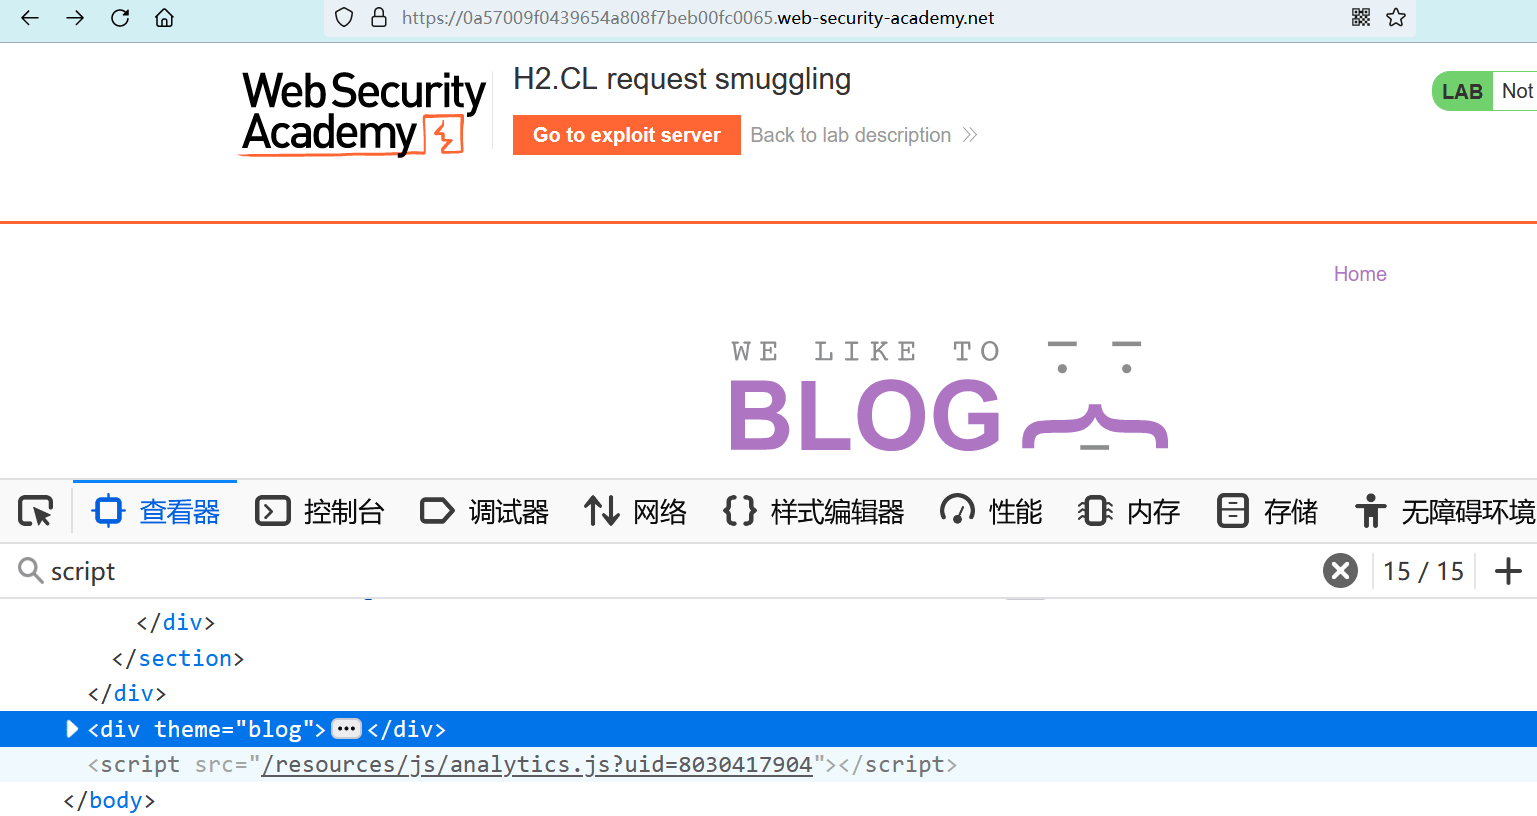 https://0a57009f0439654a808f7beb00fc0065.web-security-academy.net
Web Security
Academy
H2.CL request smuggling
Go to exploit server
Back to lab description
LAB Not
Home
WE LIKE TO
BLOG
查看器 控制台 调试器 网络 样式编辑器 性能 内存 存储 无障碍环境
script 15 / 15
</div>
</section>
</div>
<div theme="blog">•••</div>
<script src="/resources/js/analytics.js?uid=8030417904"></script>
</body>